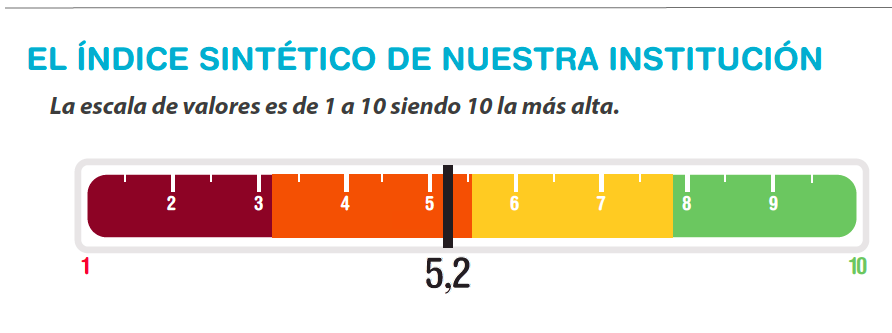 EL ÍNDICE SINTÉTICO DE NUESTRA INSTITUCIÓN
La escala de valores es de 1 a 10 siendo 10 la más alta.
2 3 4 5 6 7 8 9
1 5,2 10